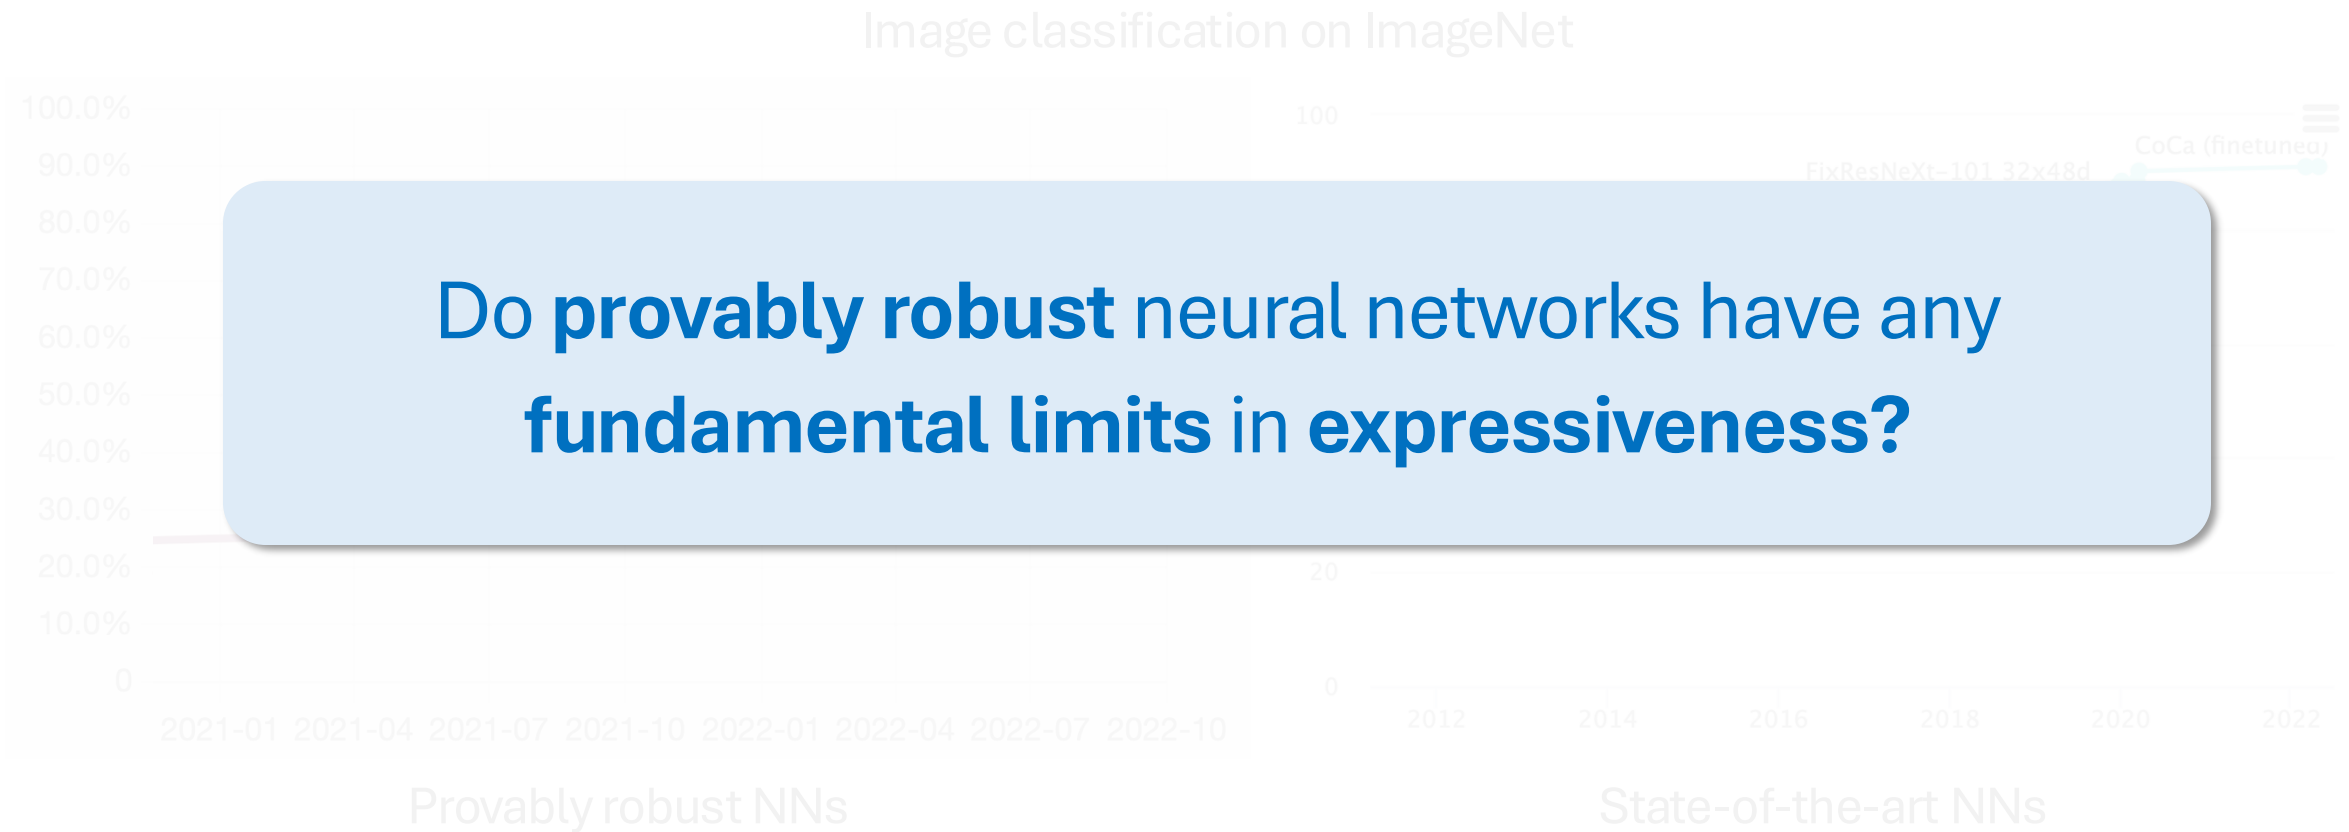 Image classification on ImageNet
100.0%
90.0%
80.0%
70.0%
60.0%
50.0%
40.0%
30.0%
20.0%
10.0%
0
2021-01 2021-04 2021-07 2021-10 2022-01 2022-04 2022-07 2022-10
Provably robust NNs
100
CoCa (finetuned)
FixResNeXt-101 32x48d
20
0
2012 2014 2016 2018 2020 2022
State-of-the-art NNs
Do provably robust neural networks have any
fundamental limits in expressiveness?